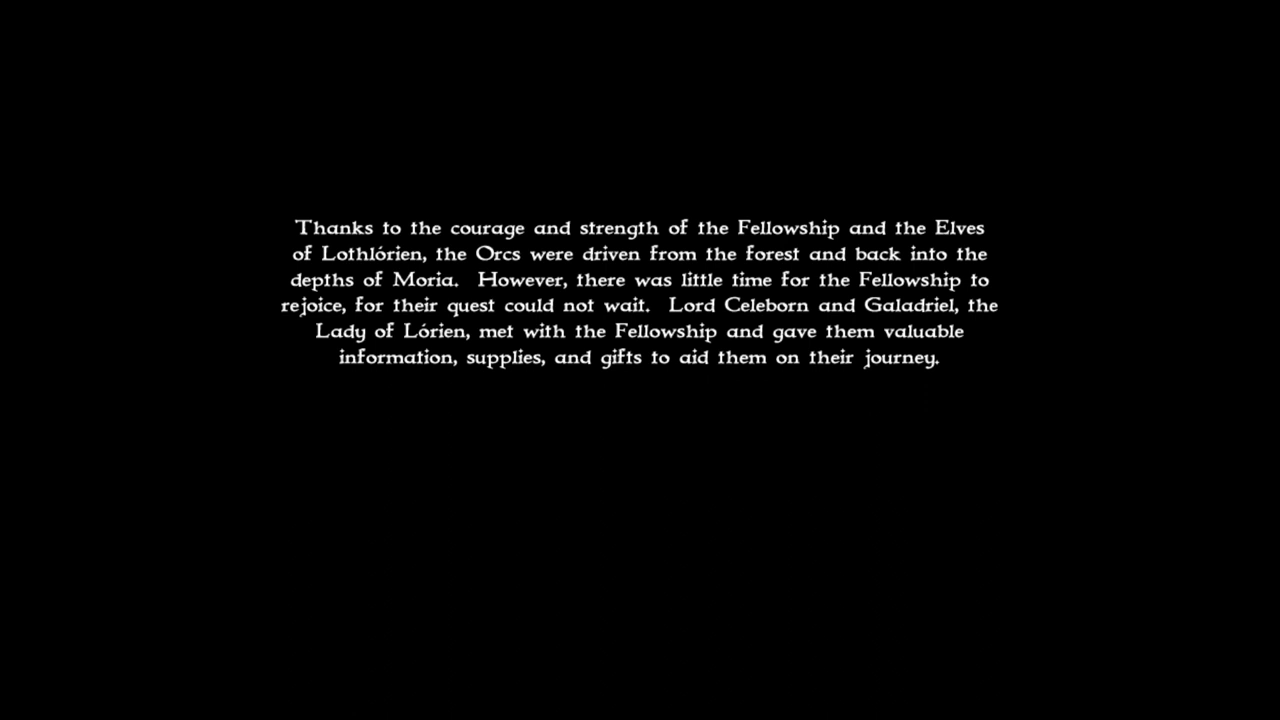 Thanks to the courage and strength of the Fellowship and the Elves
of Lothlórien, the Orcs were driven from the forest and back into the
depths of Moria.  However, there was little time for the Fellowship to
rejoice, for their quest could not wait.  Lord Celeborn and Galadriel, the
Lady of Lórien, met with the Fellowship and gave them valuable
information, supplies, and gifts to aid them on their journey.